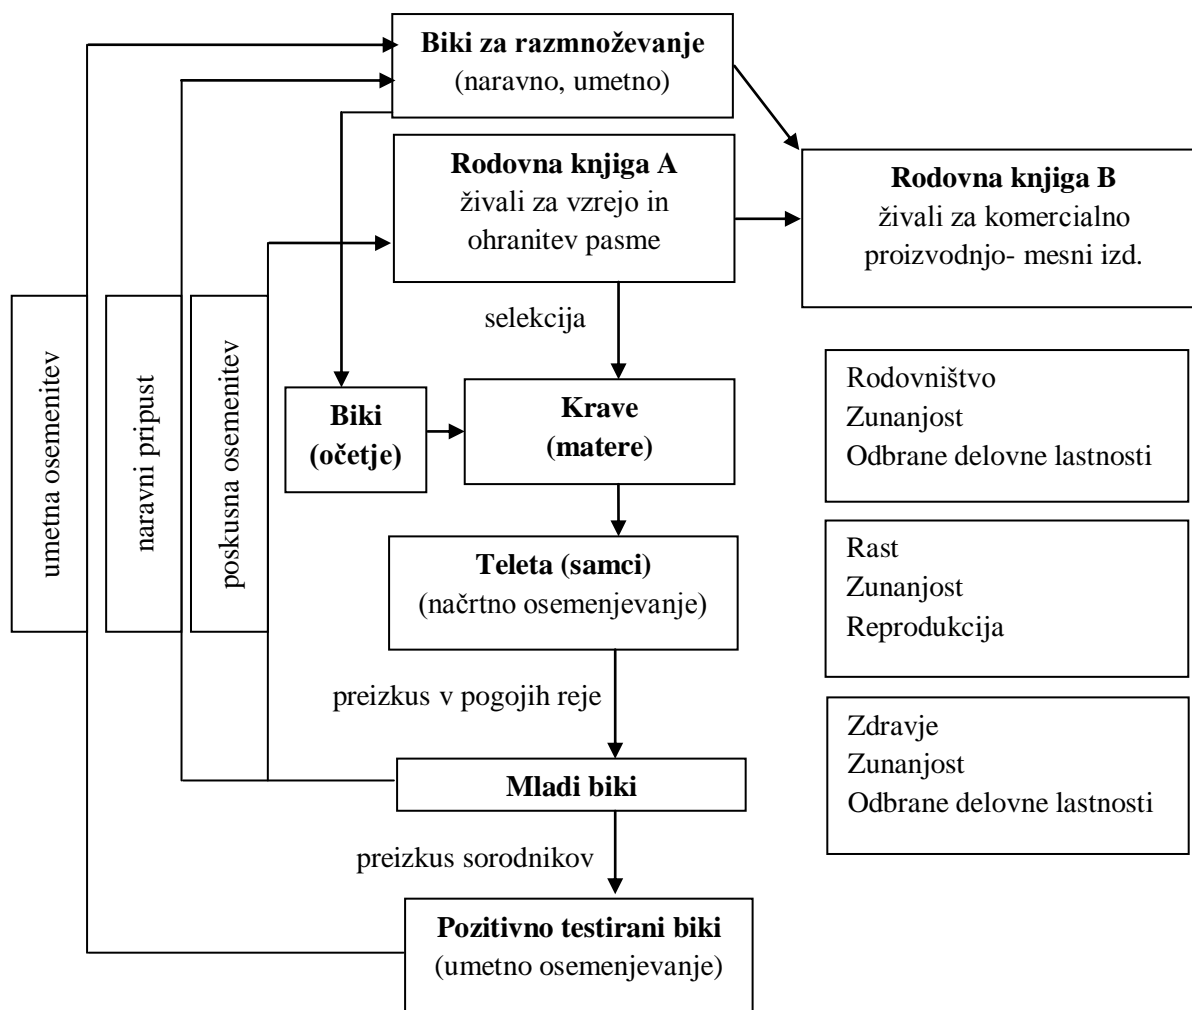 Biki za razmnoževanje
(naravno, umetno)
Rodovna knjiga A
živali za vzrejo in
ohranitev pasme
Rodovna knjiga B
živali za komercialno
proizvodnjo- mesni izd.
selekcija
umetna osemenitev
naravni pripust
poskusna osemenitev
Biki
(očetje)
Krave
(matere)
Rodovništvo
Zunanjost
Odbrane delovne lastnosti
Teleta (samci)
(načrtno osemenjevanje)
Rast
Zunanjost
Reprodukcija
preizkus v pogojih reje
Mladi biki
Zdravje
Zunanjost
Odbrane delovne lastnosti
preizkus sorodnikov
Pozitivno testirani biki
(umetno osemenjevanje)